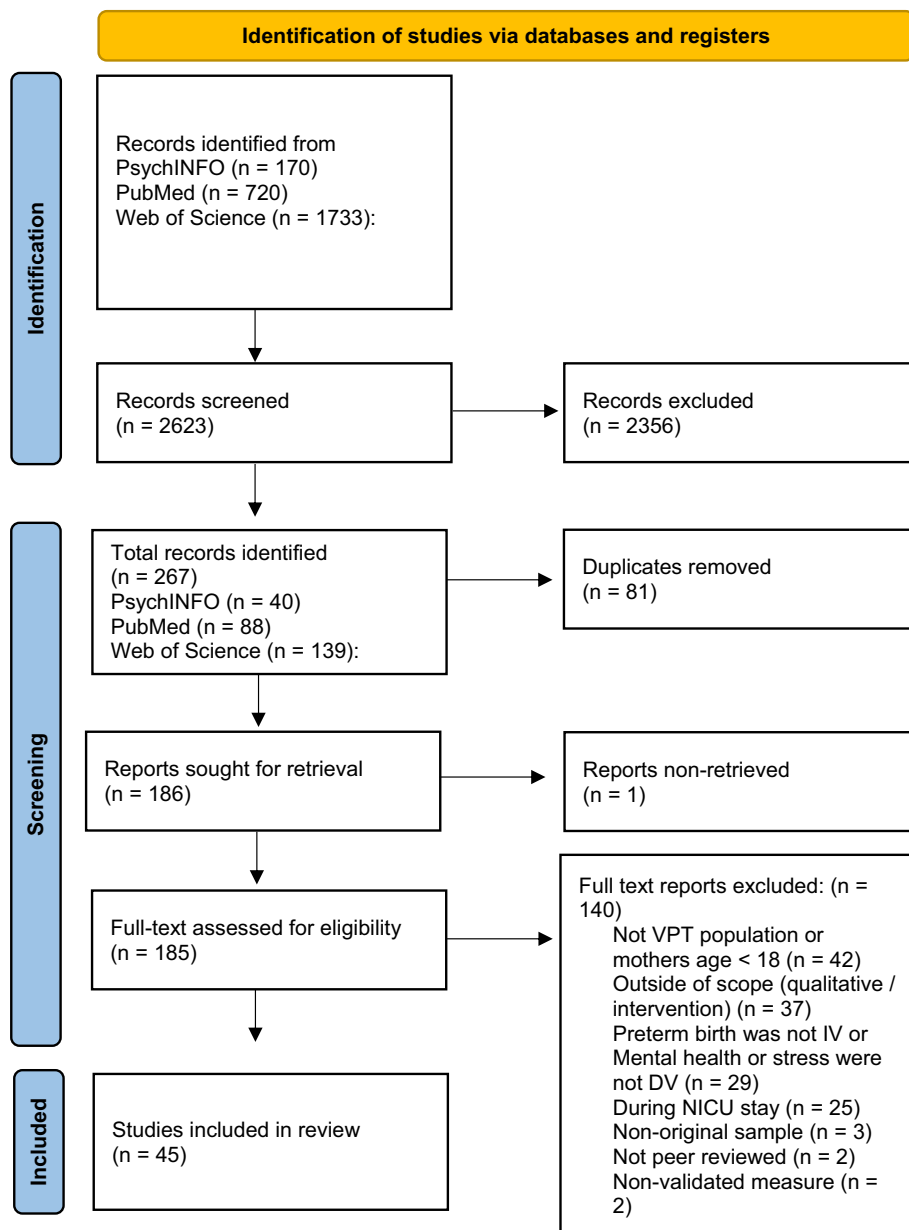 Identification of studies via databases and registers
Identification
Records identified from
PsychINFO (n = 170)
PubMed (n = 720)
Web of Science (n = 1733):
Records screened
(n = 2623)
Records excluded
(n = 2356)
Screening
Total records identified
(n = 267)
PsychINFO (n = 40)
PubMed (n = 88)
Web of Science (n = 139):
Duplicates removed
(n = 81)
Reports sought for retrieval
(n = 186)
Reports non-retrieved
(n = 1)
Full-text assessed for eligibility
(n = 185)
Full text reports excluded: (n =
140)
Not VPT population or
mothers age < 18 (n = 42)
Outside of scope (qualitative /
intervention) (n = 37)
Preterm birth was not IV or
Mental health or stress were
not DV (n = 29)
During NICU stay (n = 25)
Non-original sample (n = 3)
Not peer reviewed (n = 2)
Non-validated measure (n =
2)
Included
Studies included in review
(n = 45)